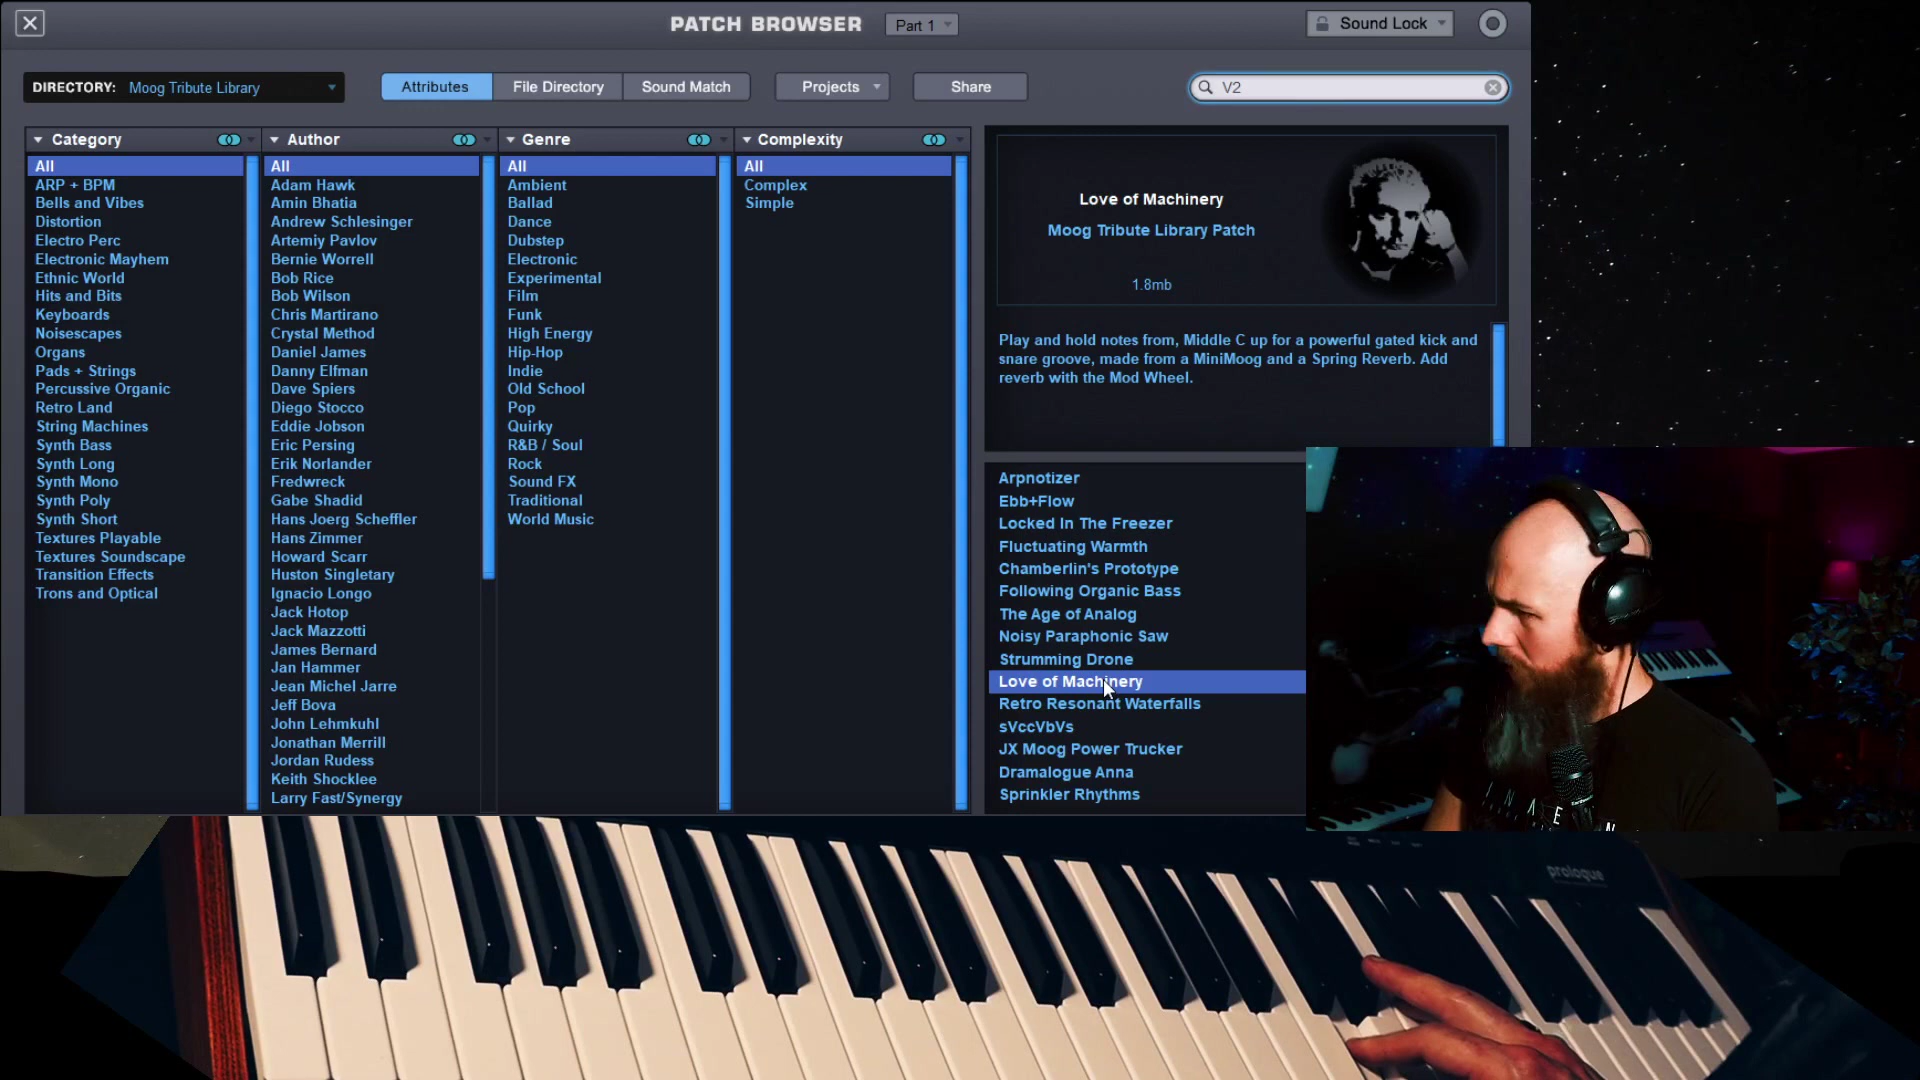 PATCH BROWSER
Part 1
Sound Lock
DIRECTORY: Moog Tribute Library
Attributes
File Directory
Sound Match
Projects
Share
V2
Category
All
ARP + BPM
Bells and Vibes
Distortion
Electro Perc
Electronic Mayhem
Ethnic World
Hits and Bits
Keyboards
Noisescapes
Organs
Pads + Strings
Percussive Organic
Retro Land
String Machines
Synth Bass
Synth Long
Synth Mono
Synth Poly
Synth Short
Textures Playable
Textures Soundscape
Transition Effects
Trons and Optical
Author
All
Adam Hawk
Amin Bhatia
Andrew Schlesinger
Artemiy Pavlov
Bernie Worrell
Bob Rice
Bob Wilson
Chris Martirano
Crystal Method
Daniel James
Danny Elfman
Dave Spiers
Diego Stocco
Eddie Jobson
Eric Persing
Erik Norlander
Fredwreck
Gabe Shadid
Hans Joerg Scheffler
Hans Zimmer
Howard Scarr
Huston Singletary
Ignacio Longo
Jack Hotop
Jack Mazzotti
James Bernard
Jan Hammer
Jean Michel Jarre
Jeff Bova
John Lehmkuhl
Jonathan Merrill
Jordan Rudess
Keith Shocklee
Larry Fast/Synergy
Genre
All
Ambient
Ballad
Dance
Dubstep
Electronic
Experimental
Film
Funk
High Energy
Hip-Hop
Indie
Old School
Pop
Quirky
R&B / Soul
Rock
Sound FX
Traditional
World Music
Complexity
All
Complex
Simple
Love of Machinery
Moog Tribute Library Patch
1.8mb
Play and hold notes from, Middle C up for a powerful gated kick and
snare groove, made from a MiniMoog and a Spring Reverb. Add
reverb with the Mod Wheel.
Arpnotizer
Ebb+Flow
Locked In The Freezer
Fluctuating Warmth
Chamberlin's Prototype
Following Organic Bass
The Age of Analog
Noisy Paraphonic Saw
Strumming Drone
Love of Machinery
Retro Resonant Waterfalls
sVccVbVs
JX Moog Power Trucker
Dramalogue Anna
Sprinkler Rhythms
prologue